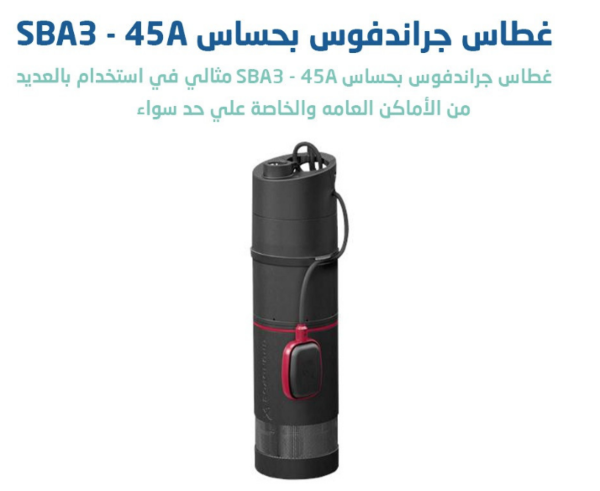 غطاس جراندفوس بحساس SBA3 - 45A
غطاس جراندفوس بحساس SBA3 - 45A مثالي في استخدام بالعديد
من الأماكن العامه والخاصة علي حد سواء